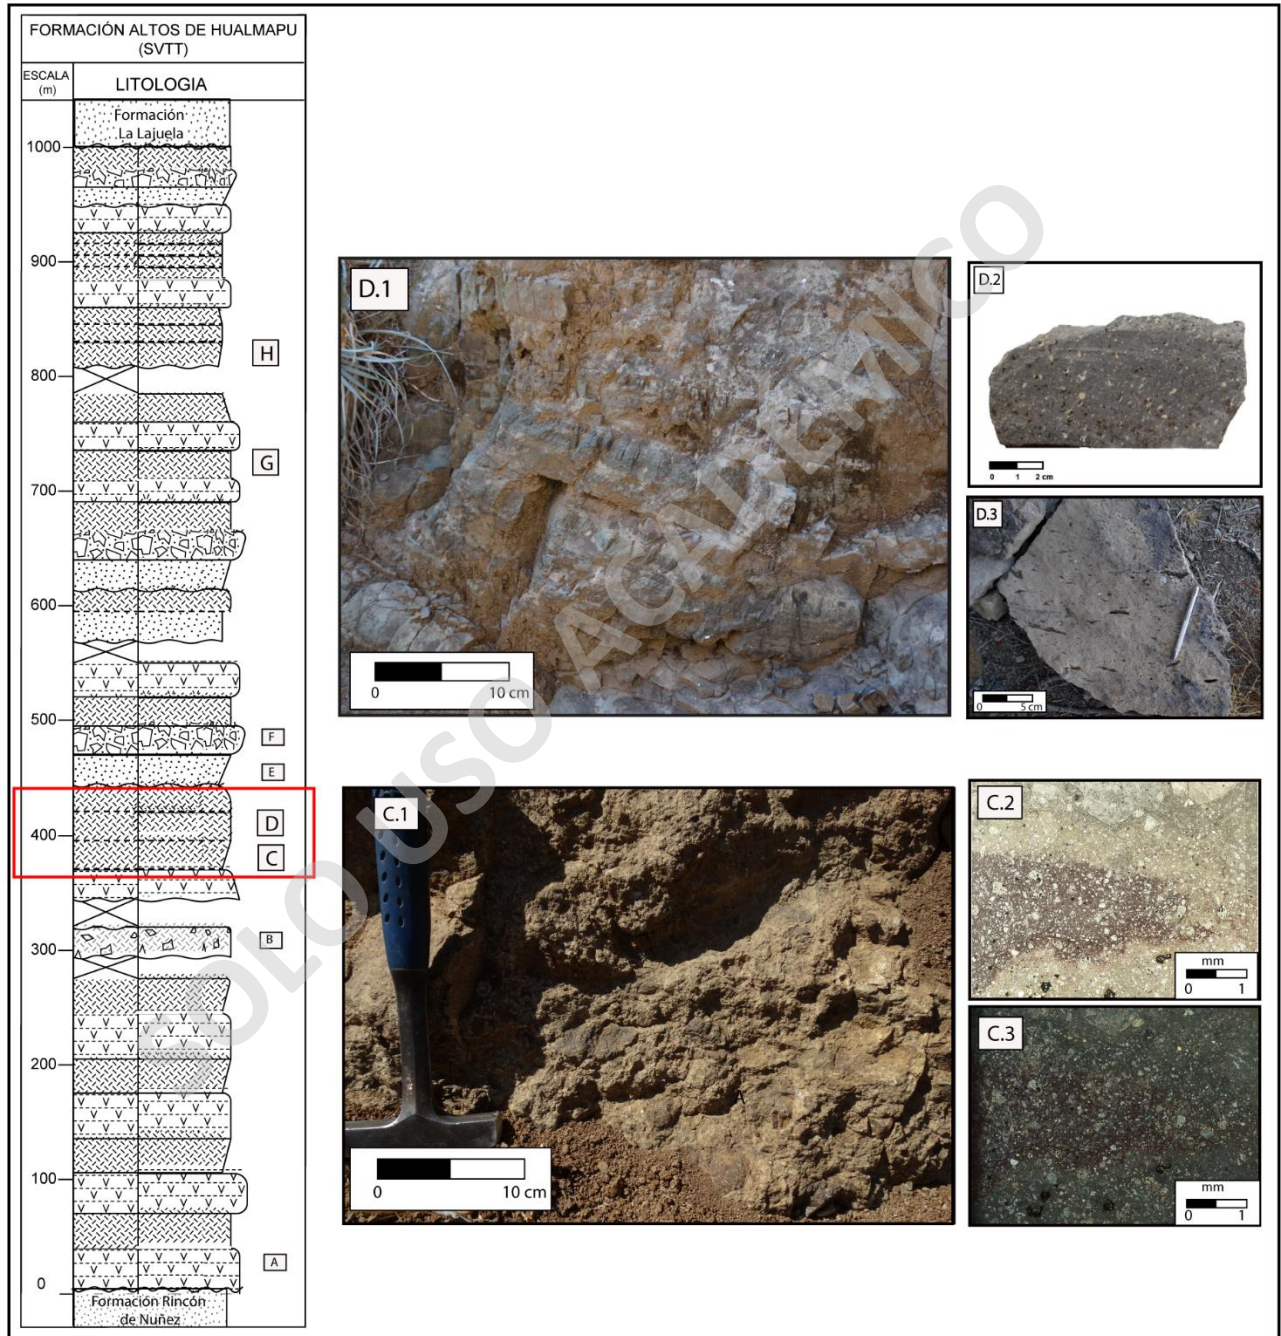 FORMACIÓN ALTOS DE HUALMAPU
(SVTT)
ESCALA
(m)
LITOLOGIA
Formación
La Lajuela
1000
900
H
800
G
700
600
500
F
E
D
400
C
B
300
200
100
A
0
Formación Rincón
de Nuñez
D.1
0 10 cm
D.2
0 1 2 cm
D.3
0 5 cm
C.1
A
0 10 cm
C.2
mm
0 1
C.3
mm
0 1
SOLO USO ACADÉMICO